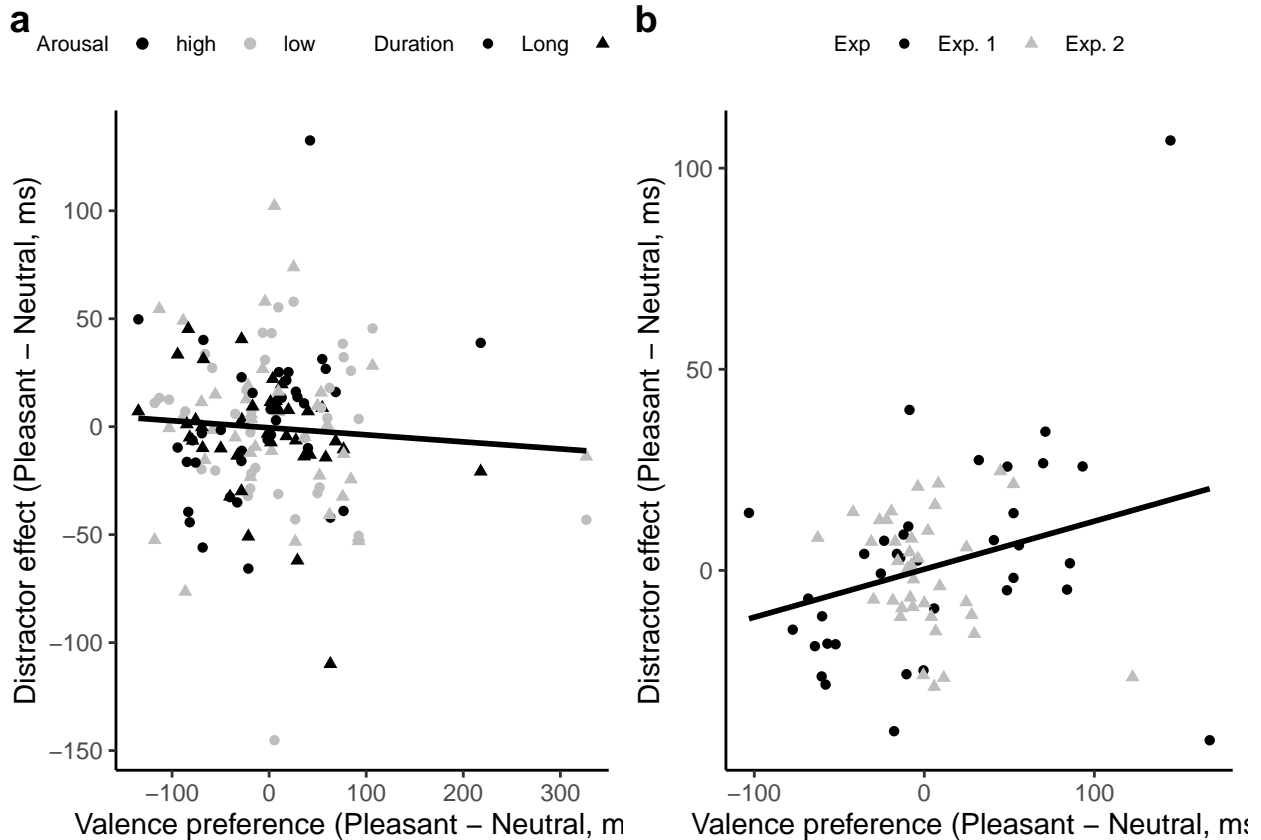 a
Arousal high low Duration Long
100
50
0
−50
−100
−150
−100 0 100 200 300
Distractor effect (Pleasant − Neutral, ms)
Valence preference (Pleasant − Neutral, m
b
Exp Exp. 1 Exp. 2
100
50
0
−100 0 100
Distractor effect (Pleasant − Neutral, ms)
Valence preference (Pleasant − Neutral, ms